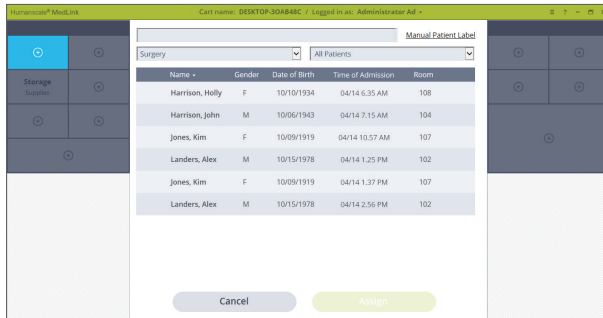 Humanscale® MedLink
Cart name: DESKTOP-3OAB48C / Logged in as: Administrator Ad
Manual Patient Label
Surgery
All Patients
Storage
Supplies
Name Gender Date of Birth Time of Admission Room
Harrison, Holly F 10/10/1934 04/14 6.35 AM 108
Harrison, John M 10/06/1943 04/14 7.15 AM 104
Jones, Kim F 10/09/1919 04/14 10.57 AM 107
Landers, Alex M 10/15/1978 04/14 1.25 PM 102
Jones, Kim F 10/09/1919 04/14 1.37 PM 107
Landers, Alex M 10/15/1978 04/14 2.56 PM 102
Cancel
Assign